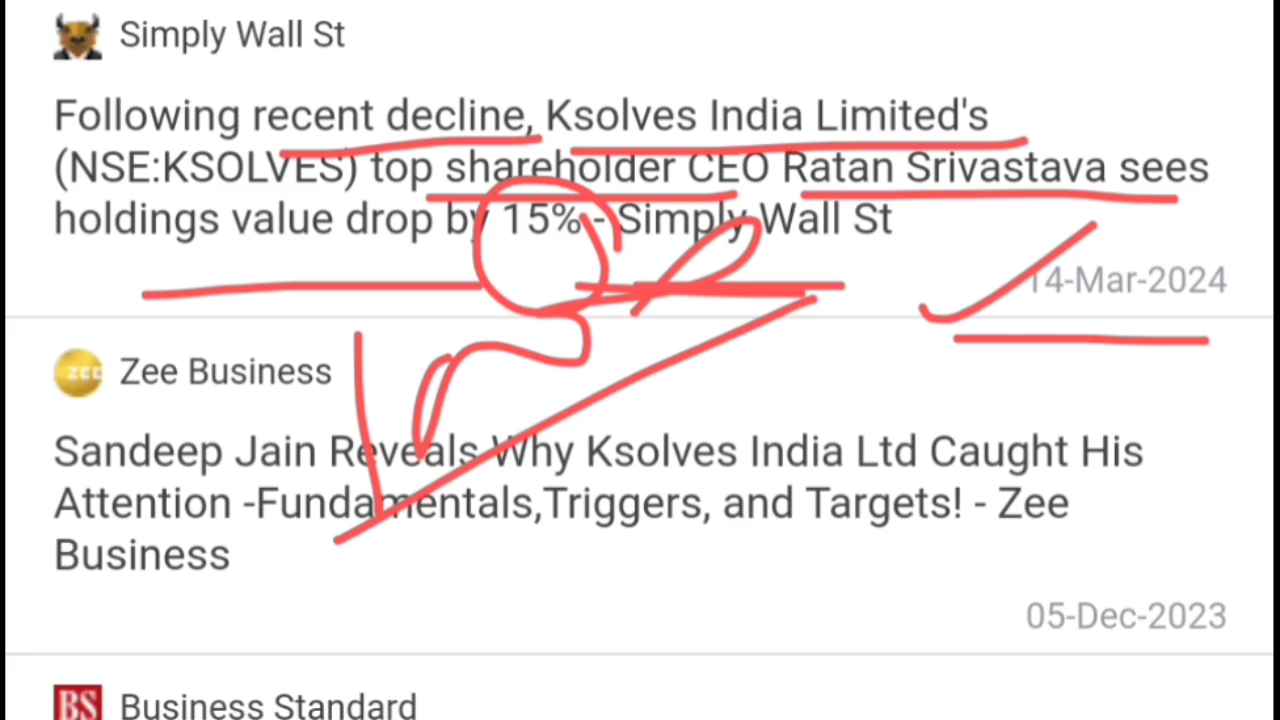 Simply Wall St
Following recent decline, Ksolves India Limited's
(NSE:KSOLVES) top shareholder CEO Ratan Srivastava sees
holdings value drop by 15% - Simply Wall St
14-Mar-2024
ZEE
Zee Business
Sandeep Jain Reveals Why Ksolves India Ltd Caught His
Attention -Fundamentals,Triggers, and Targets! - Zee
Business
05-Dec-2023
BS
Business Standard